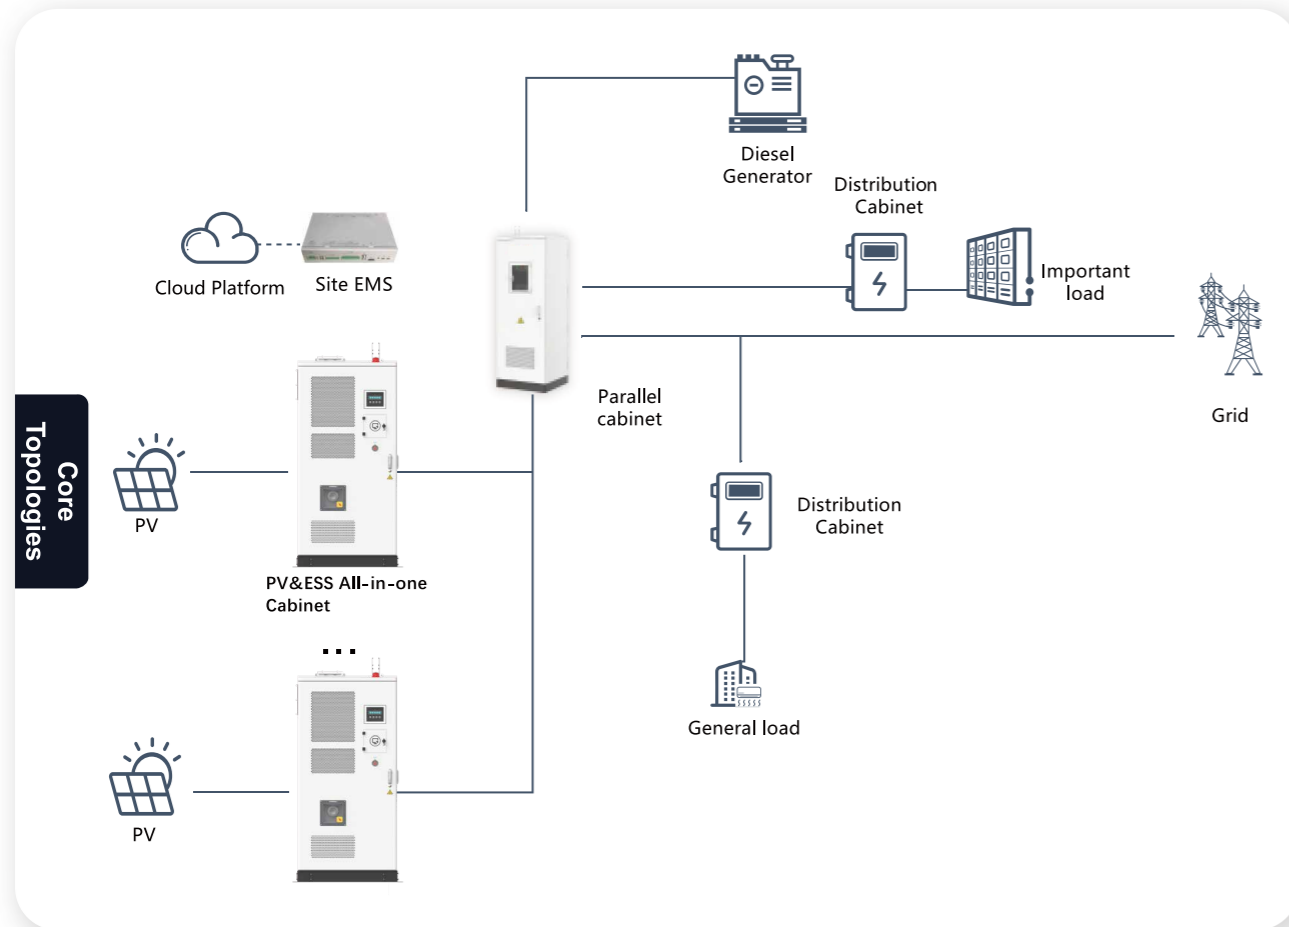 Diesel
Generator
Distribution
Cabinet
Important
load
Cloud Platform
Site EMS
Parallel
cabinet
Grid
Core
Topologies
PV
PV&ESS All-in-one
Cabinet
...
Distribution
Cabinet
General load
PV